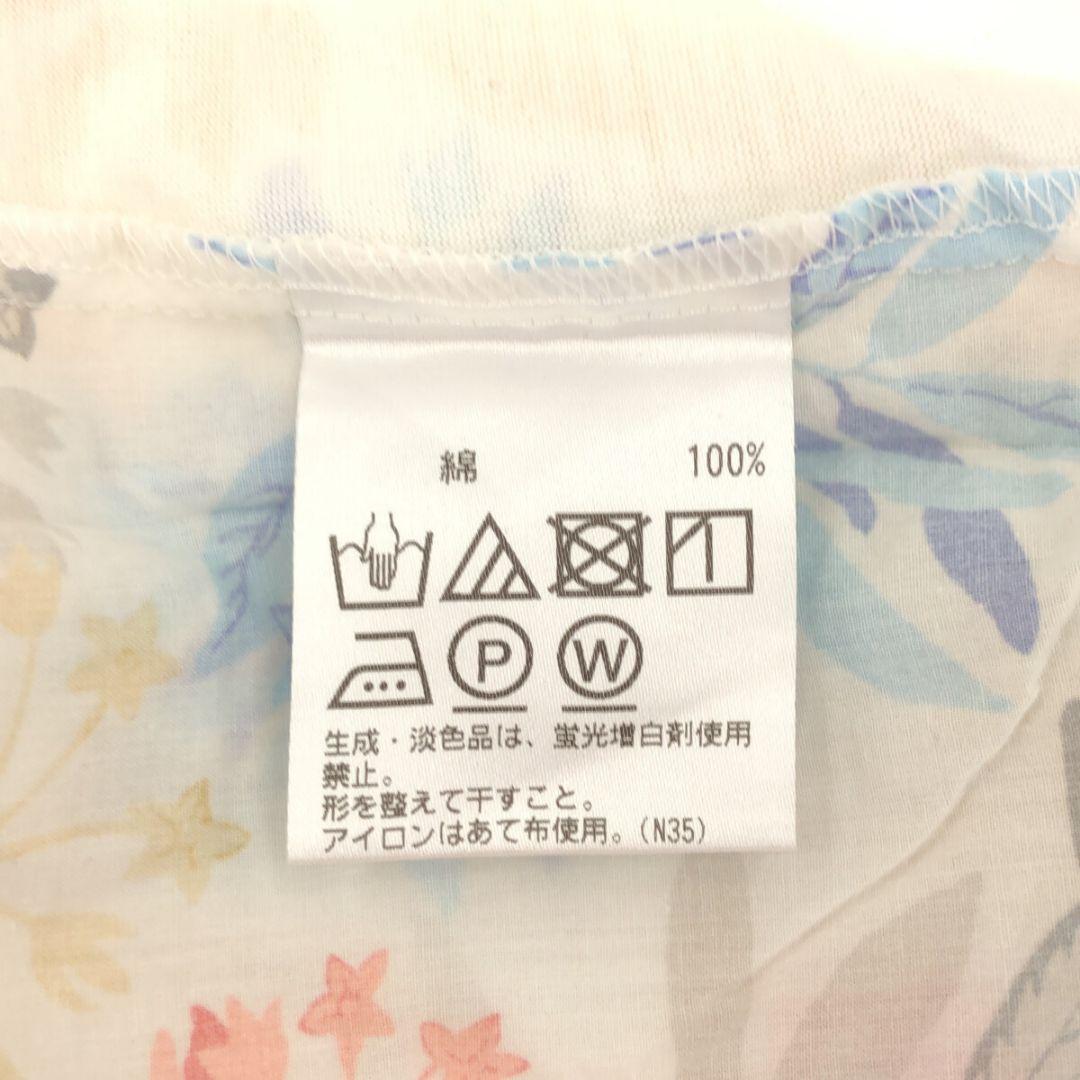 綿 100%
P W
生成・淡色品は、蛍光増白剤使用
禁止。
形を整えて干すこと。
アイロンはあて布使用。(N35)